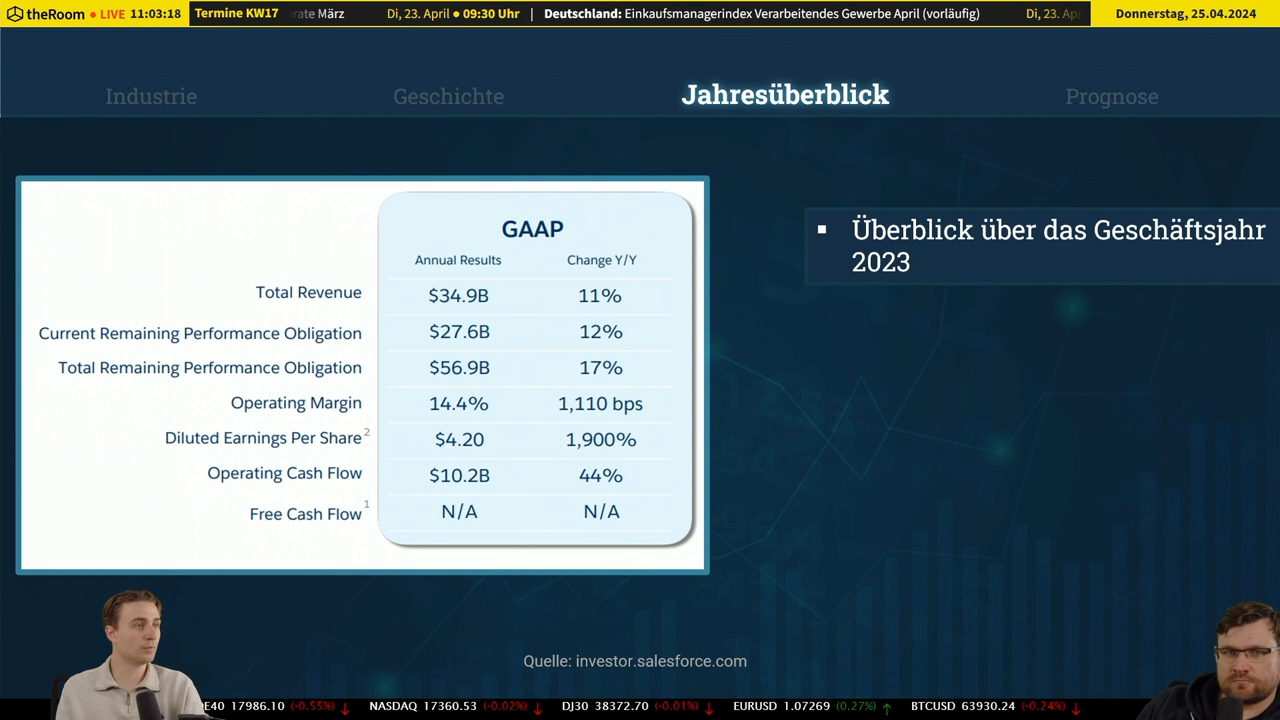 theRoom • LIVE 11:03:18 Termine KW17 März Di, 23. April • 09:30 Uhr | Deutschland: Einkaufsmanagerindex Verarbeitendes Gewerbe April (vorläufig) Di, 23. Donnerstag, 25.04.2024
Industrie Geschichte Jahresüberblick Prognose
GAAP
Annual Results Change Y/Y
Total Revenue $34.9B 11%
Current Remaining Performance Obligation $27.6B 12%
Total Remaining Performance Obligation $56.9B 17%
Operating Margin 14.4% 1,110 bps
Diluted Earnings Per Share 2 $4.20 1,900%
Operating Cash Flow $10.2B 44%
Free Cash Flow 1 N/A N/A
▪ Überblick über das Geschäftsjahr
2023
Quelle: investor.salesforce.com
E40 17986.10 (-0.55%) ↓ NASDAQ 17360.53 (-0.02%) ↓ DJ30 38372.70 (-0.01%) ↓ EURUSD 1.07269 (0.27%) ↑ BTCUSD 63930.24 (-0.24%) ↓